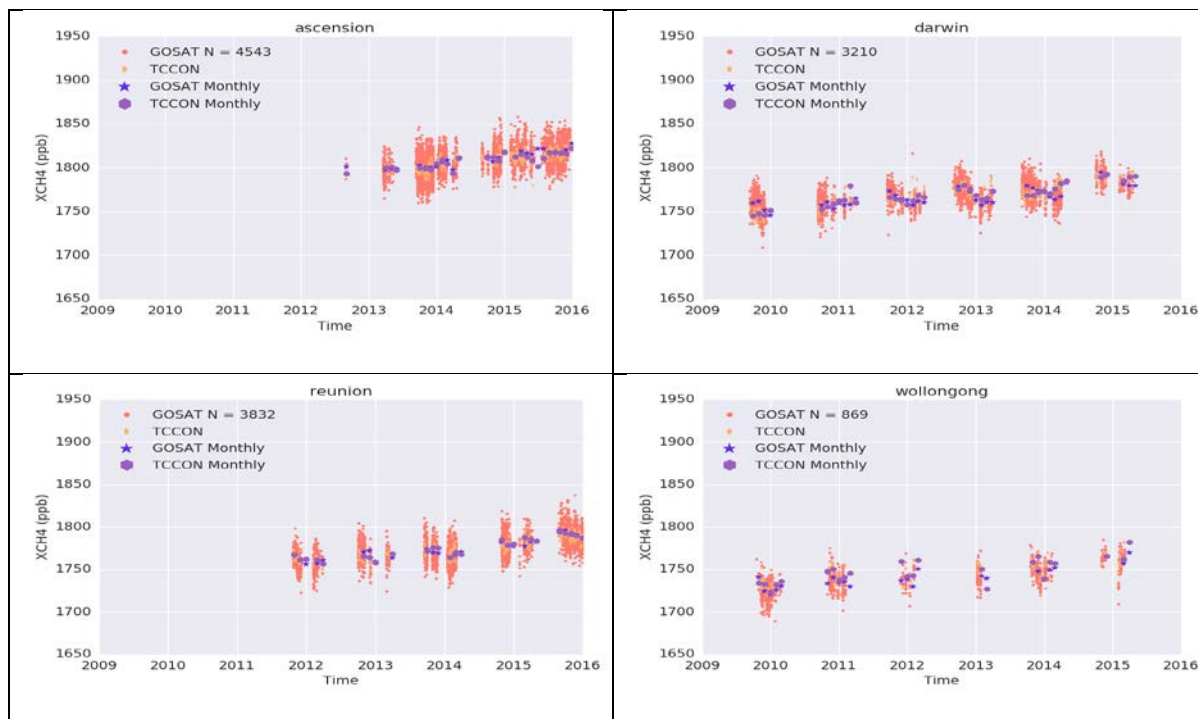 ascension
GOSAT N = 4543
TCCON
GOSAT Monthly
TCCON Monthly
XCH4 (ppb)
1950
1900
1850
1800
1750
1700
1650
2009 2010 2011 2012 2013 2014 2015 2016
Time
darwin
GOSAT N = 3210
TCCON
GOSAT Monthly
TCCON Monthly
XCH4 (ppb)
1950
1900
1850
1800
1750
1700
1650
2009 2010 2011 2012 2013 2014 2015 2016
Time
reunion
GOSAT N = 3832
TCCON
GOSAT Monthly
TCCON Monthly
XCH4 (ppb)
1950
1900
1850
1800
1750
1700
1650
2009 2010 2011 2012 2013 2014 2015 2016
Time
wollongong
GOSAT N = 869
TCCON
GOSAT Monthly
TCCON Monthly
XCH4 (ppb)
1950
1900
1850
1800
1750
1700
1650
2009 2010 2011 2012 2013 2014 2015 2016
Time